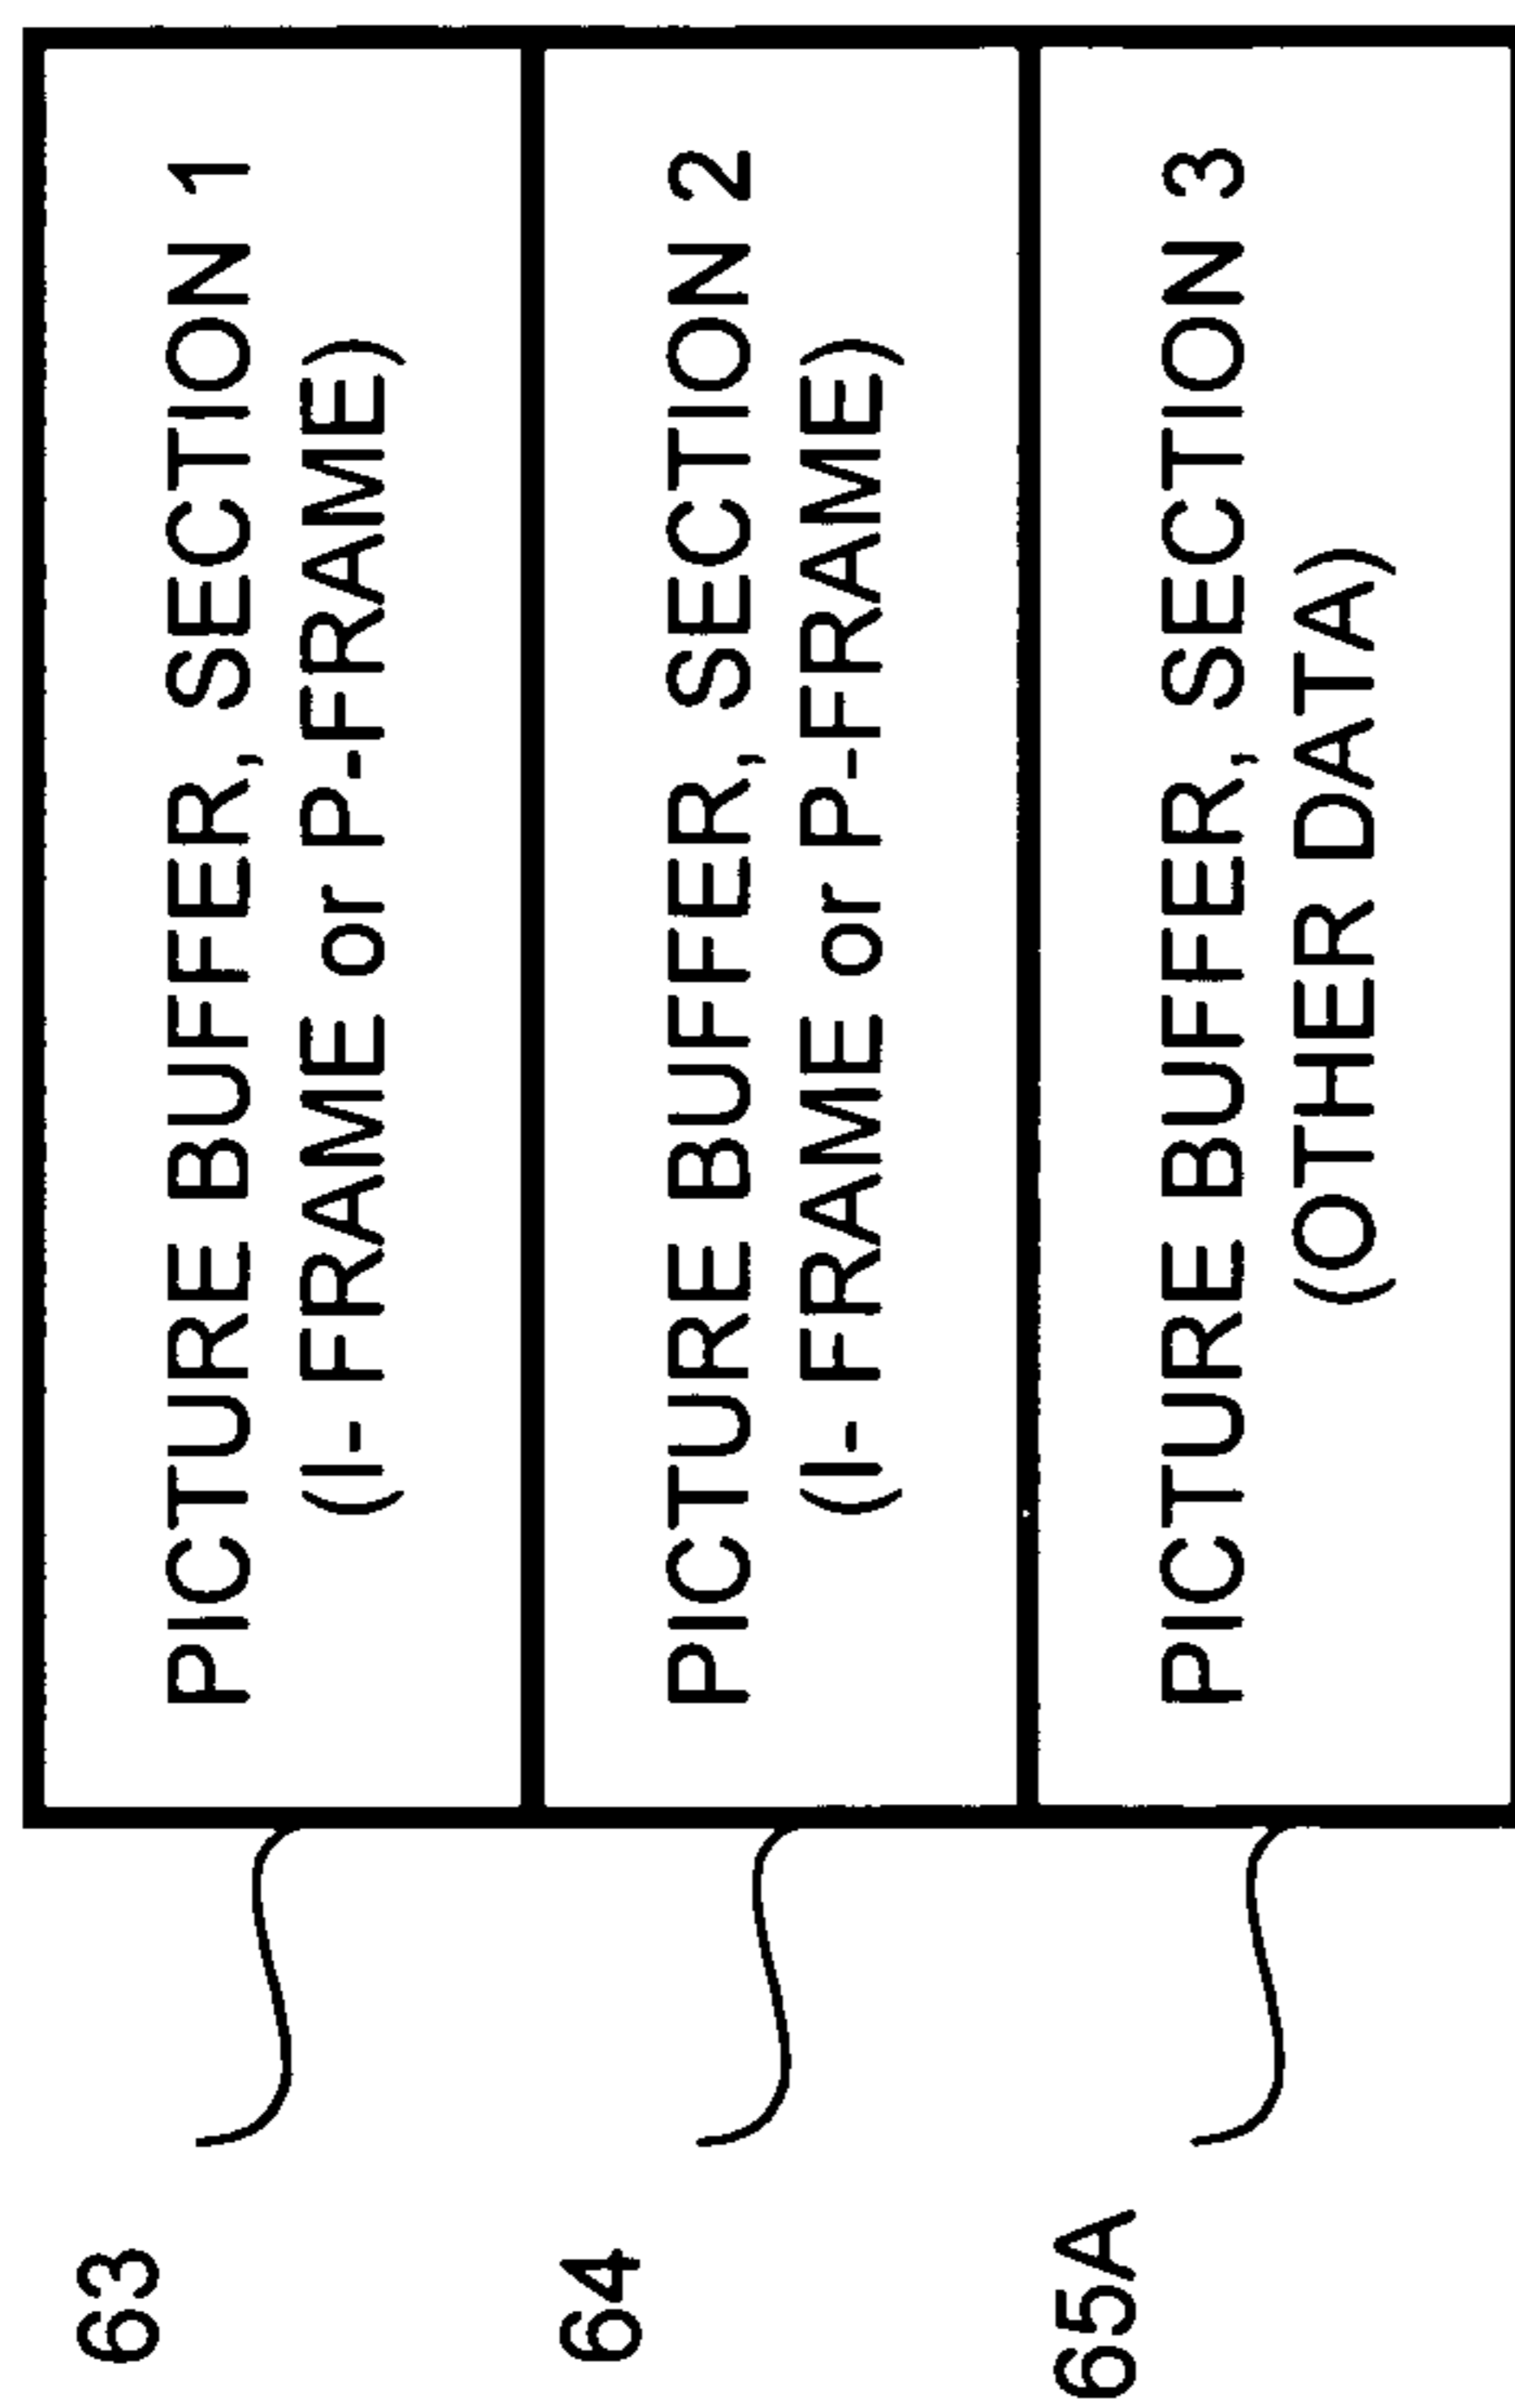 63
PICTURE BUFFER, SECTION 1
(I- FRAME or P-FRAME)
64
PICTURE BUFFER, SECTION 2
(I- FRAME or P-FRAME)
65A
PICTURE BUFFER, SECTION 3
(OTHER DATA)